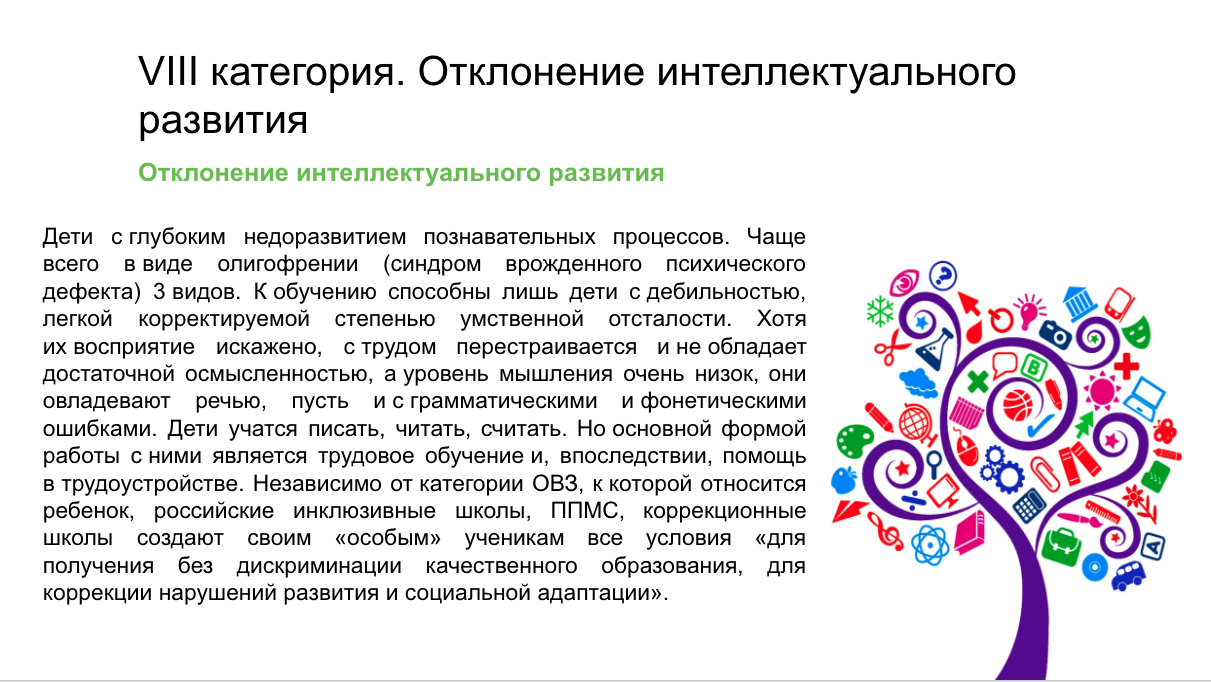 VIII категория. Отклонение интеллектуального
развития
Отклонение интеллектуального развития
Дети с глубоким недоразвитием познавательных процессов. Чаще
всего в виде олигофрении (синдром врожденного психического
дефекта) 3 видов. К обучению способны лишь дети с дебильностью,
легкой корректируемой степенью умственной отсталости. Хотя
их восприятие искажено, с трудом перестраивается и не обладает
достаточной осмысленностью, а уровень мышления очень низок, они
овладевают речью, пусть и с грамматическими и фонетическими
ошибками. Дети учатся писать, читать, считать. Но основной формой
работы с ними является трудвое обучение и, впоследствии, помощь
в трудоустройстве. Независимо от категории ОВЗ, к которой относится
ребенок, российские инклюзивные школы, ППМС, коррекционные
школы создают своим «особым» ученикам все условия «для
получения без дискриминации качественного образования, для
коррекции нарушений развития и социальной адаптации».
?
B
H
A